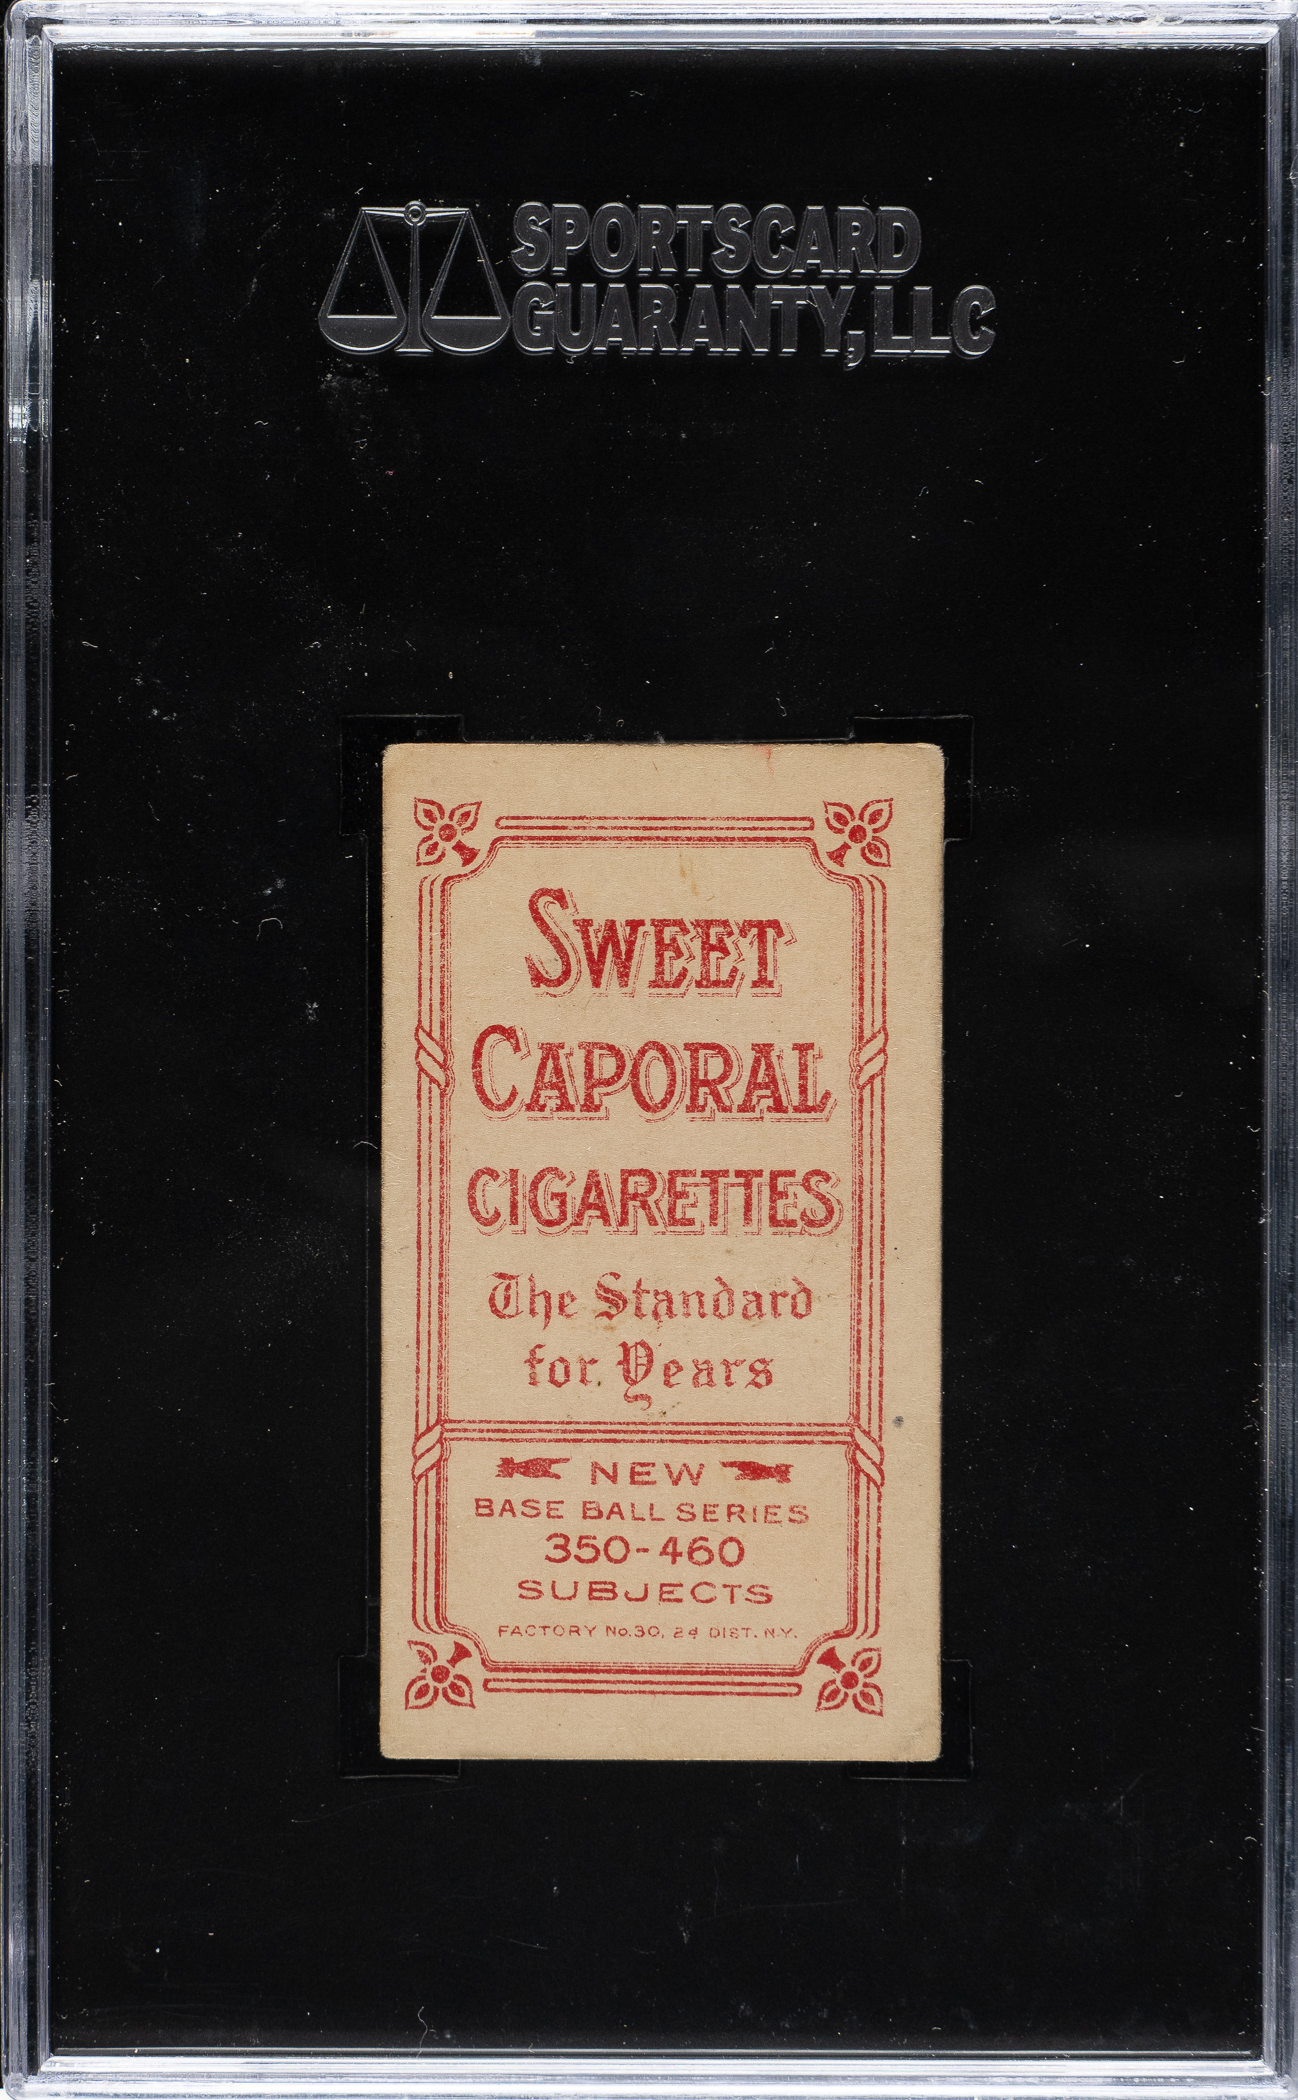 SPORTSCARD
GUARANTY, LLC
SWEET
CAPORAL
CIGARETTES
The Standard
for Years
NEW
BASE BALL SERIES
350-460
SUBJECTS
FACTORY No. 30, 2d DIST. N.Y.